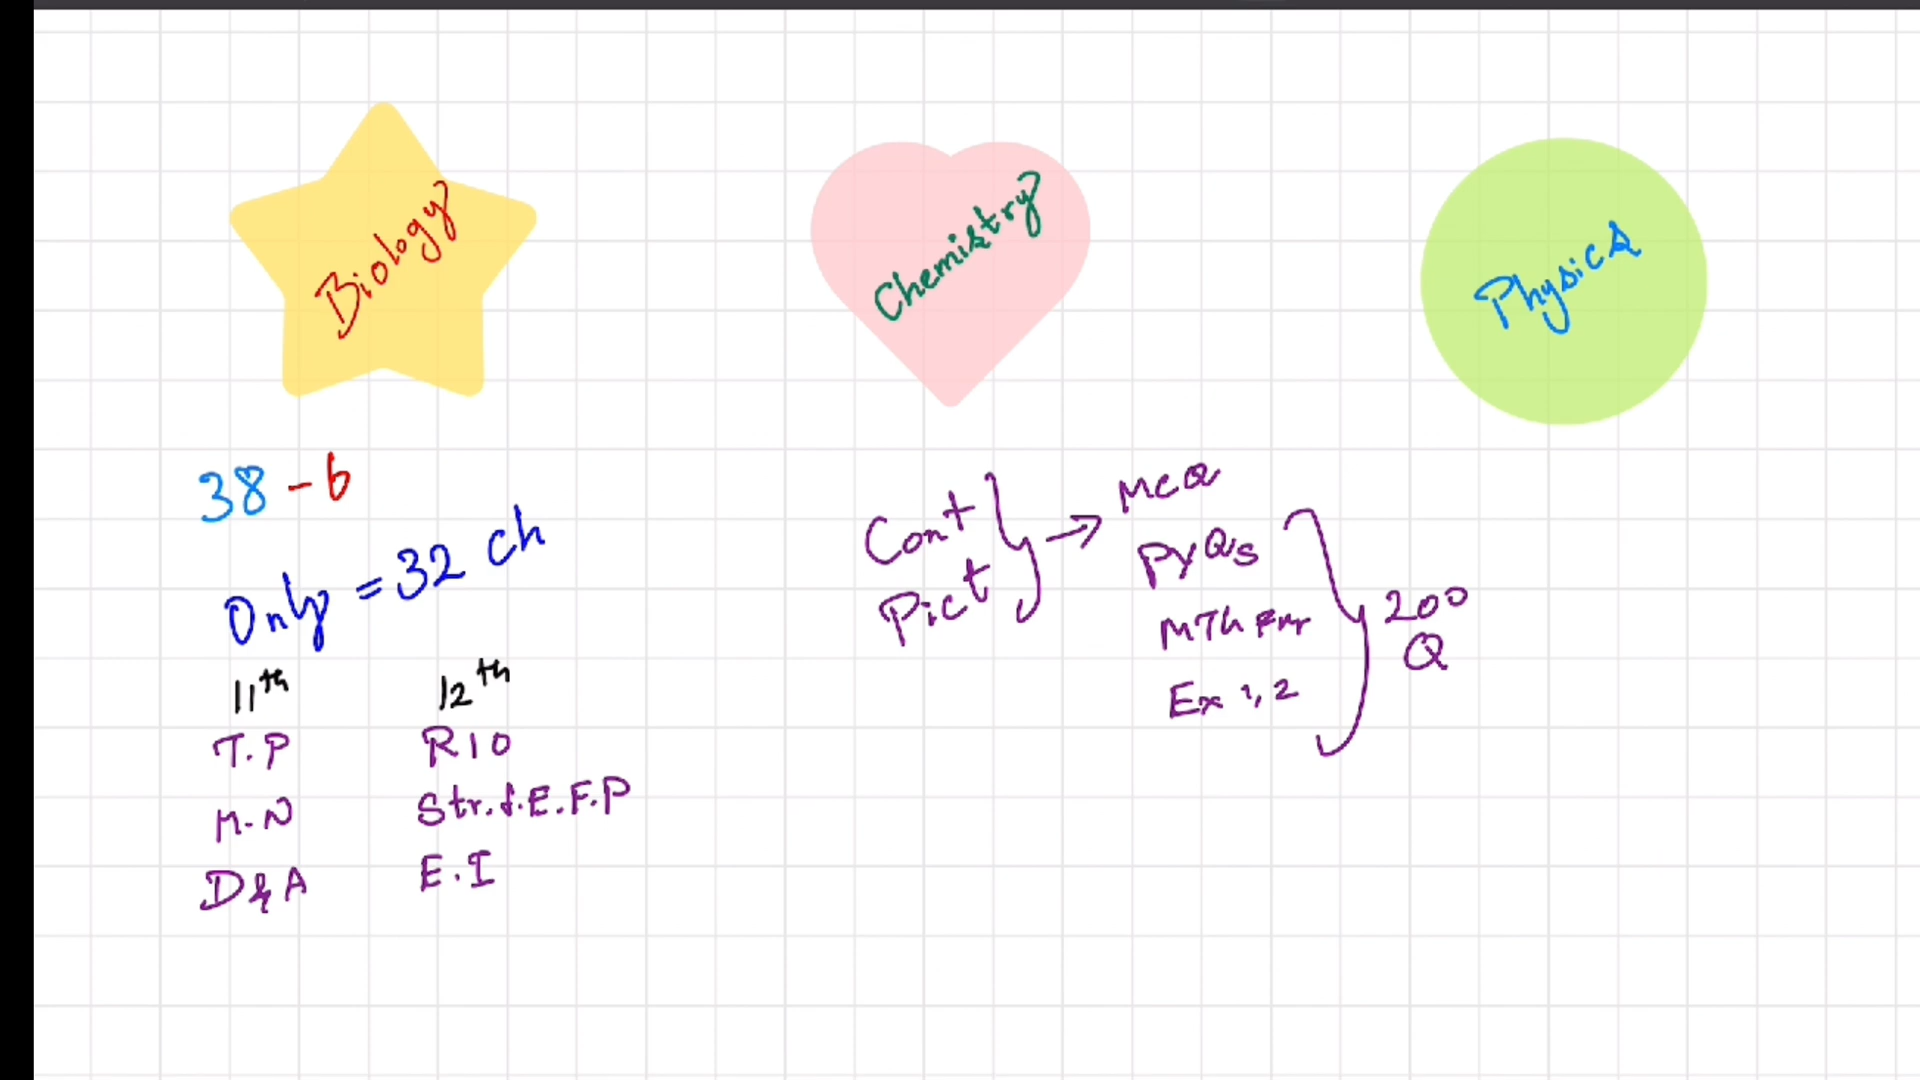 Biology
38 - 6
Only = 32 ch
11th 12th
T.P R10
M.N Str.I.E.F.P
D&A E.I
Chemistry
Cont
Pict
→ MCQ
PYQs
MTh
Ex 1, 2
200
Q
Physics